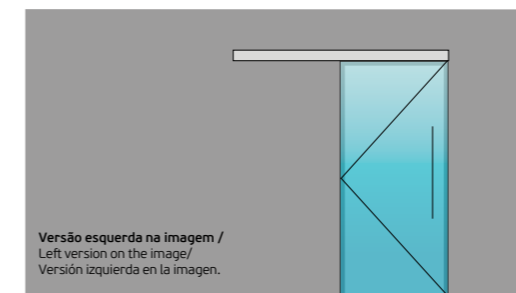 Versão esquerda na imagem /
Left version on the image/
Versión izquierda en la imagen.